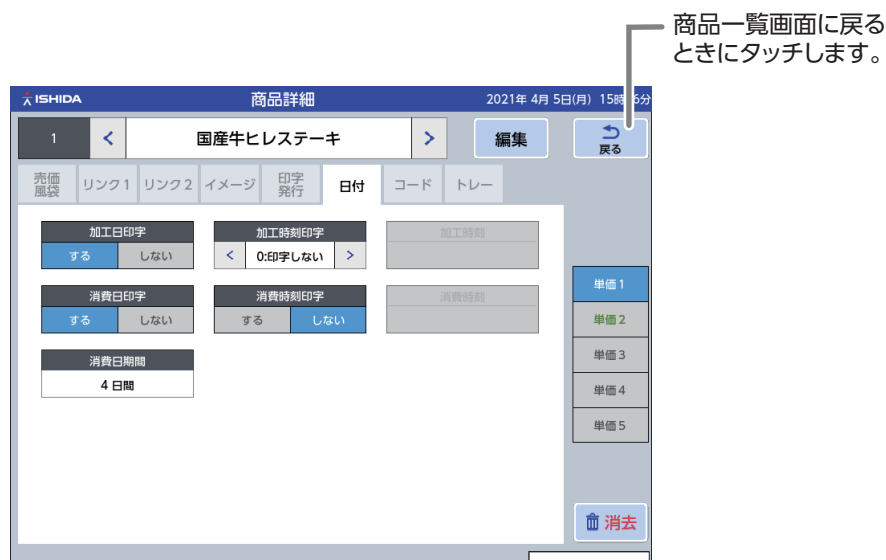 商品一覧画面に戻る
ときにタッチします。
ISHIDA 商品詳細 2021年 4月 5日(月) 15時 6分
1 < 国産牛ヒレステーキ > 編集 戻る
売価
風袋 リンク1 リンク2 イメージ 印字
発行 日付 コード トレー
加工日印字 加工時刻印字 加工時刻
する しない < 0:印字しない >
消費日印字 消費時刻印字 消費時刻
する しない する しない
消費日期間
4 日間
単価1
単価2
単価3
単価4
単価5
消去